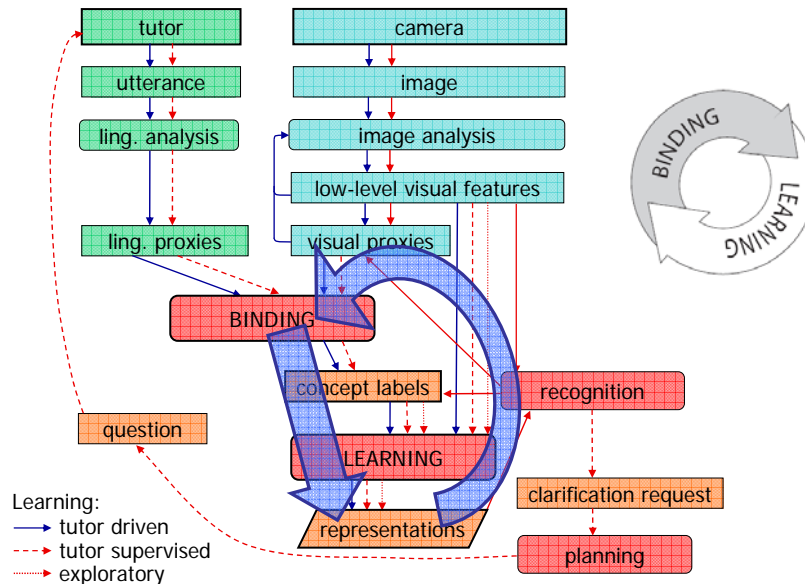 tutor
camera
utterance
image
ling. analysis
image analysis
BINDING
LEARNING
low-level visual features
ling. proxies
visual proxies
BINDING
concept labels
recognition
question
LEARNING
clarification request
Learning:
tutor driven
representations
tutor supervised
planning
exploratory